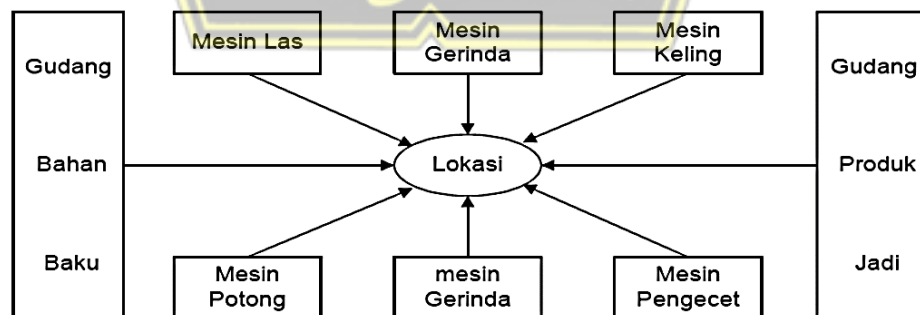 Gudang
Bahan
Baku
Mesin Las
Mesin
Gerinda
Mesin
Keling
Lokasi
Mesin
Potong
mesin
Gerinda
Mesin
Pengecet
Gudang
Produk
Jadi